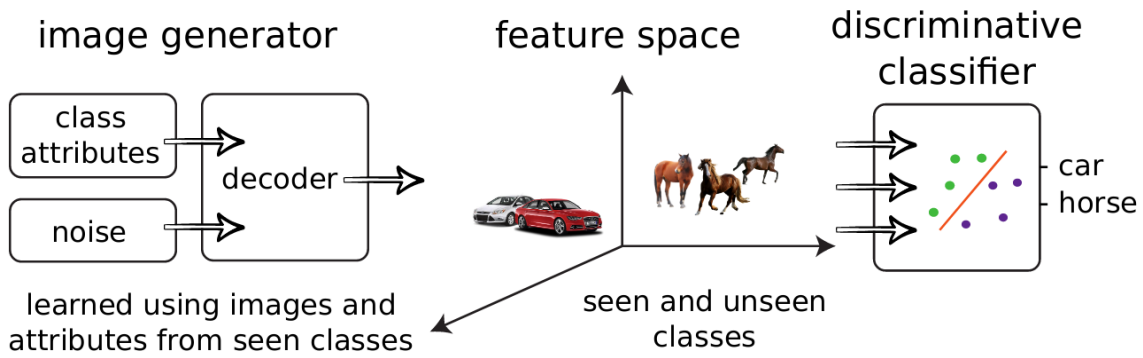 image generator
class
attributes
noise
decoder
learned using images and
attributes from seen classes
feature space
seen and unseen
classes
discriminative
classifier
car
horse